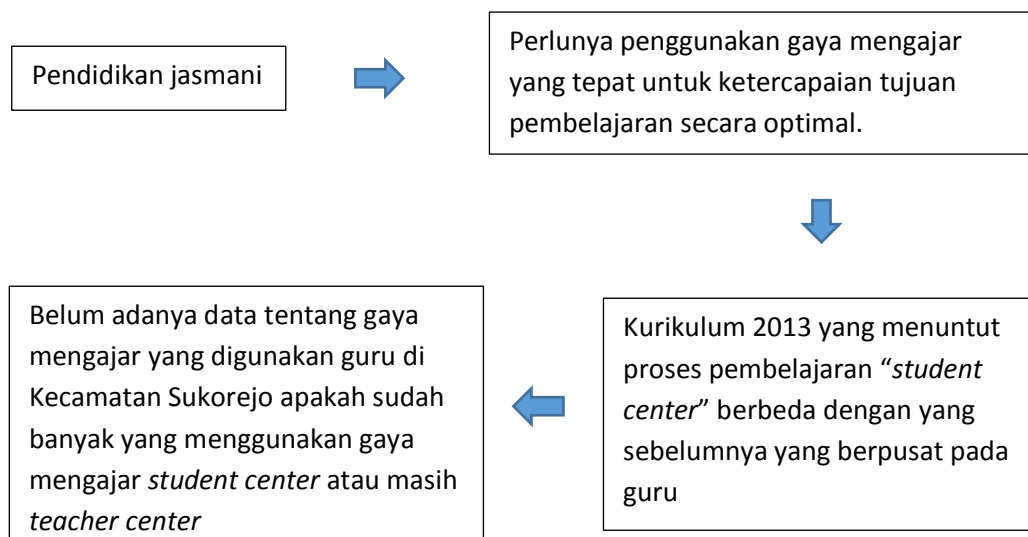 Pendidikan jasmani
Perlunya penggunakan gaya mengajar
yang tepat untuk ketercapaian tujuan
pembelajaran secara optimal.
Kurikulum 2013 yang menuntut
proses pembelajaran “student
center” berbeda dengan yang
sebelumnya yang berpusat pada
guru
Belum adanya data tentang gaya
mengajar yang digunakan guru di
Kecamatan Sukorejo apakah sudah
banyak yang menggunakan gaya
mengajar student center atau masih
teacher center